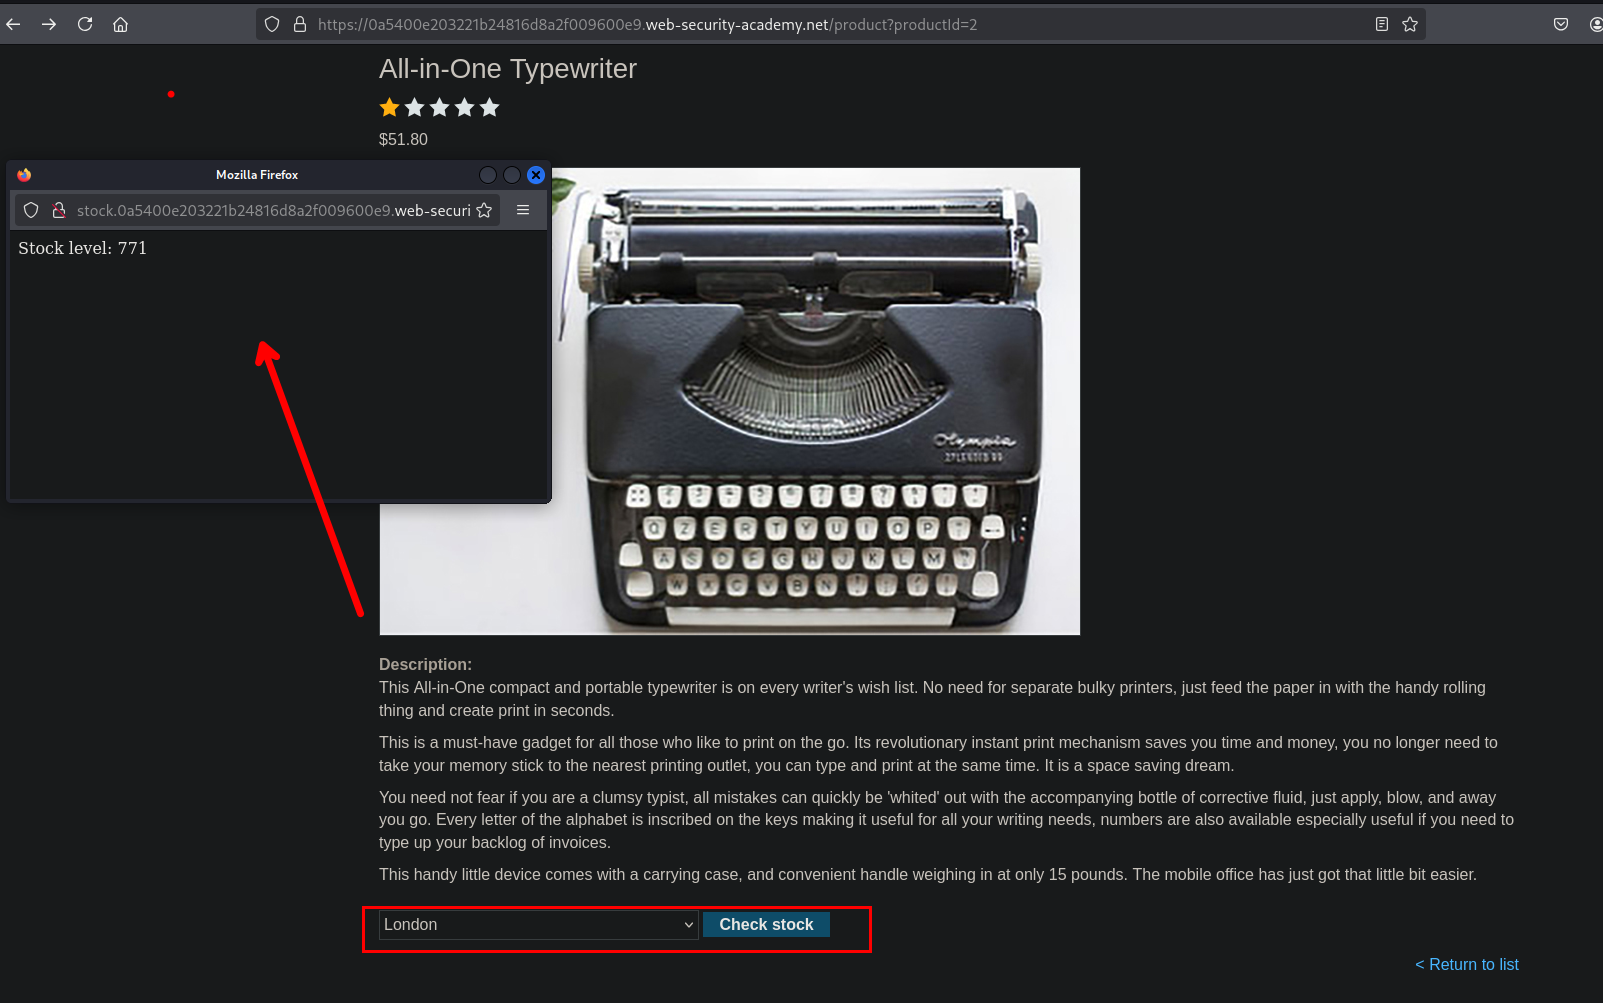 https://0a5400e203221b24816d8a2f009600e9.web-security-academy.net/product?productId=2
All-in-One Typewriter
$51.80
Mozilla Firefox
stock.0a5400e203221b24816d8a2f009600e9.web-securi
Stock level: 771
Olympia
SPLENDID 99
Q Z E R T Y U I O P
A S D F G H J K L M
W X C V B N
Description:
This All-in-One compact and portable typewriter is on every writer's wish list. No need for separate bulky printers, just feed the paper in with the handy rolling
thing and create print in seconds.
This is a must-have gadget for all those who like to print on the go. Its revolutionary instant print mechanism saves you time and money, you no longer need to
take your memory stick to the nearest printing outlet, you can type and print at the same time. It is a space saving dream.
You need not fear if you are a clumsy typist, all mistakes can quickly be 'whited' out with the accompanying bottle of corrective fluid, just apply, blow, and away
you go. Every letter of the alphabet is inscribed on the keys making it useful for all your writing needs, numbers are also available especially useful if you need to
type up your backlog of invoices.
This handy little device comes with a carrying case, and convenient handle weighing in at only 15 pounds. The mobile office has just got that little bit easier.
London
Check stock
< Return to list